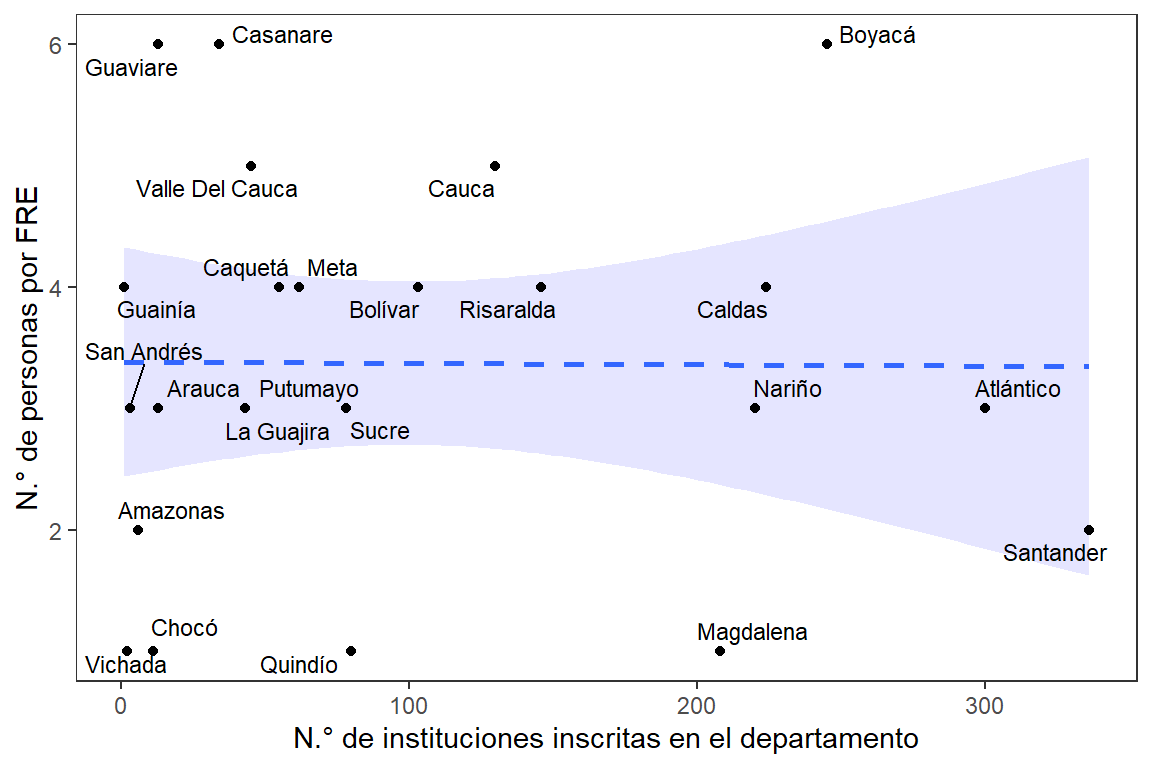 6
4
2
N.° de personas por FRE
Casanare
Boyacá
Guaviare
Valle Del Cauca
Cauca
Caquetá
Meta
Guainía
Bolívar
Risaralda
Caldas
San Andrés
Arauca
Putumayo
Nariño
Atlántico
La Guajira
Sucre
Amazonas
Santander
Chocó
Magdalena
Vichada
Quindío
0
100
200
300
N.° de instituciones inscritas en el departamento